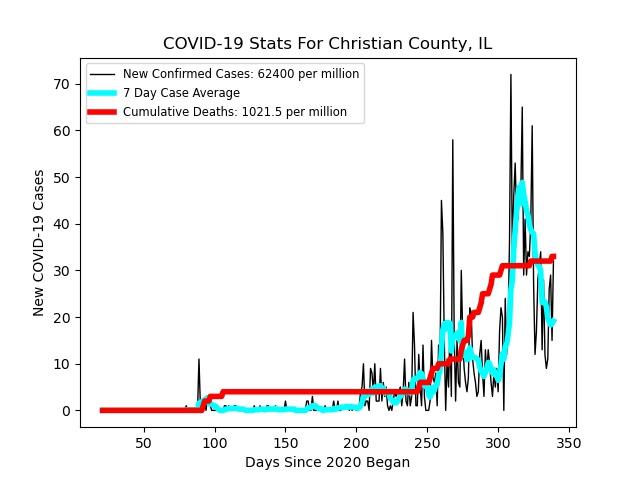 COVID-19 Stats For Christian County, IL
New Confirmed Cases: 62400 per million
7 Day Case Average
Cumulative Deaths: 1021.5 per million
New COVID-19 Cases
70
60
50
40
30
20
10
0
50
100
150
200
250
300
350
Days Since 2020 Began